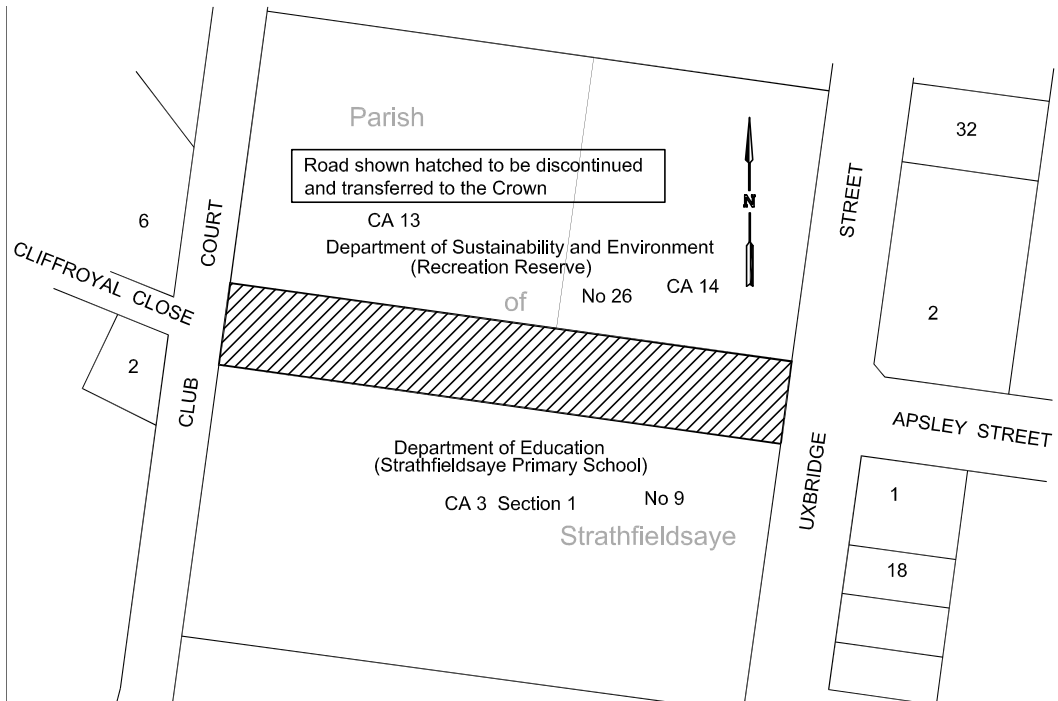 Parish
32
Road shown hatched to be discontinued
and transferred to the Crown
N
6
CA 13
COURT
STREET
Department of Sustainability and Environment
(Recreation Reserve)
CLIFFROYAL CLOSE
of
No 26
CA 14
2
2
CLUB
APSLEY STREET
Department of Education
(Strathfieldsaye Primary School)
UXBRIDGE
CA 3 Section 1
No 9
1
Strathfieldsaye
18